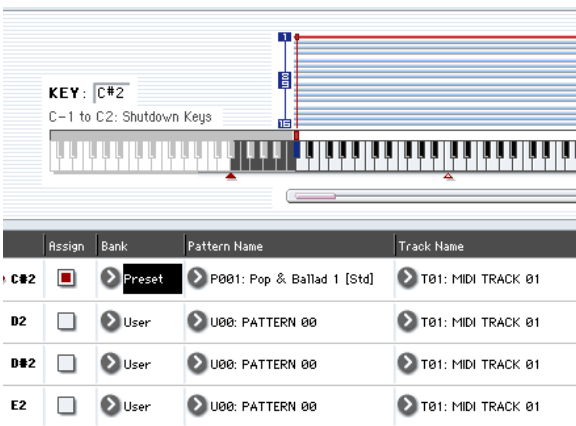 1
KEY: C#2
C-1 to C2: Shutdown Keys
16
Assign Bank Pattern Name Track Name
C#2 Preset P001: Pop & Ballad 1 [Std] T01: MIDI TRACK 01
D2 User U00: PATTERN 00 T01: MIDI TRACK 01
D#2 User U00: PATTERN 00 T01: MIDI TRACK 01
E2 User U00: PATTERN 00 T01: MIDI TRACK 01